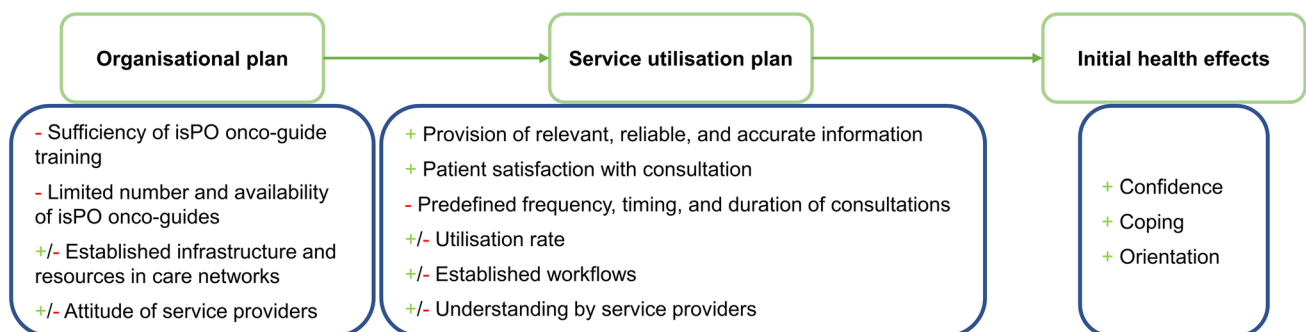 Organisational plan
Service utilisation plan
Initial health effects
- Sufficiency of isPO onco-guide
training
- Limited number and availability
of isPO onco-guides
+/- Established infrastructure and
resources in care networks
+/- Attitude of service providers
+ Provision of relevant, reliable, and accurate information
+ Patient satisfaction with consultation
- Predefined frequency, timing, and duration of consultations
+/- Utilisation rate
+/- Established workflows
+/- Understanding by service providers
+ Confidence
+ Coping
+ Orientation